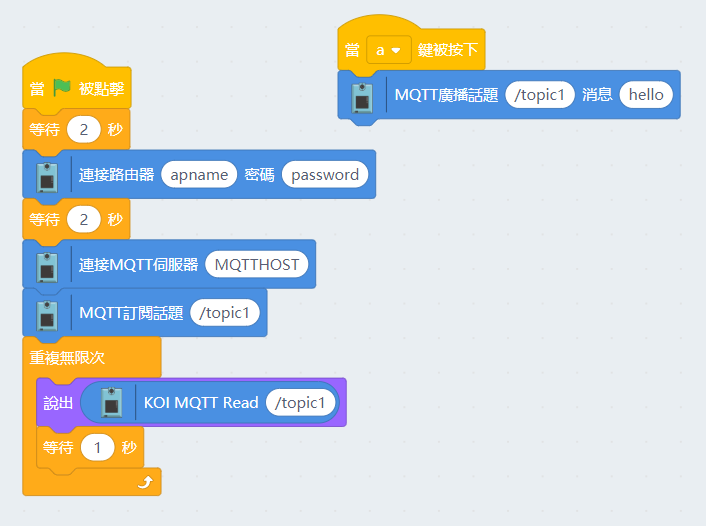 當 被點擊
等待 2 秒
連接路由器 apname 密碼 password
等待 2 秒
連接MQTT伺服器 MQTTHOST
MQTT訂閱話題 /topic1
重複無限次
說出 KOI MQTT Read /topic1
等待 1 秒
當 a 鍵被按下
MQTT廣播話題 /topic1 消息 hello